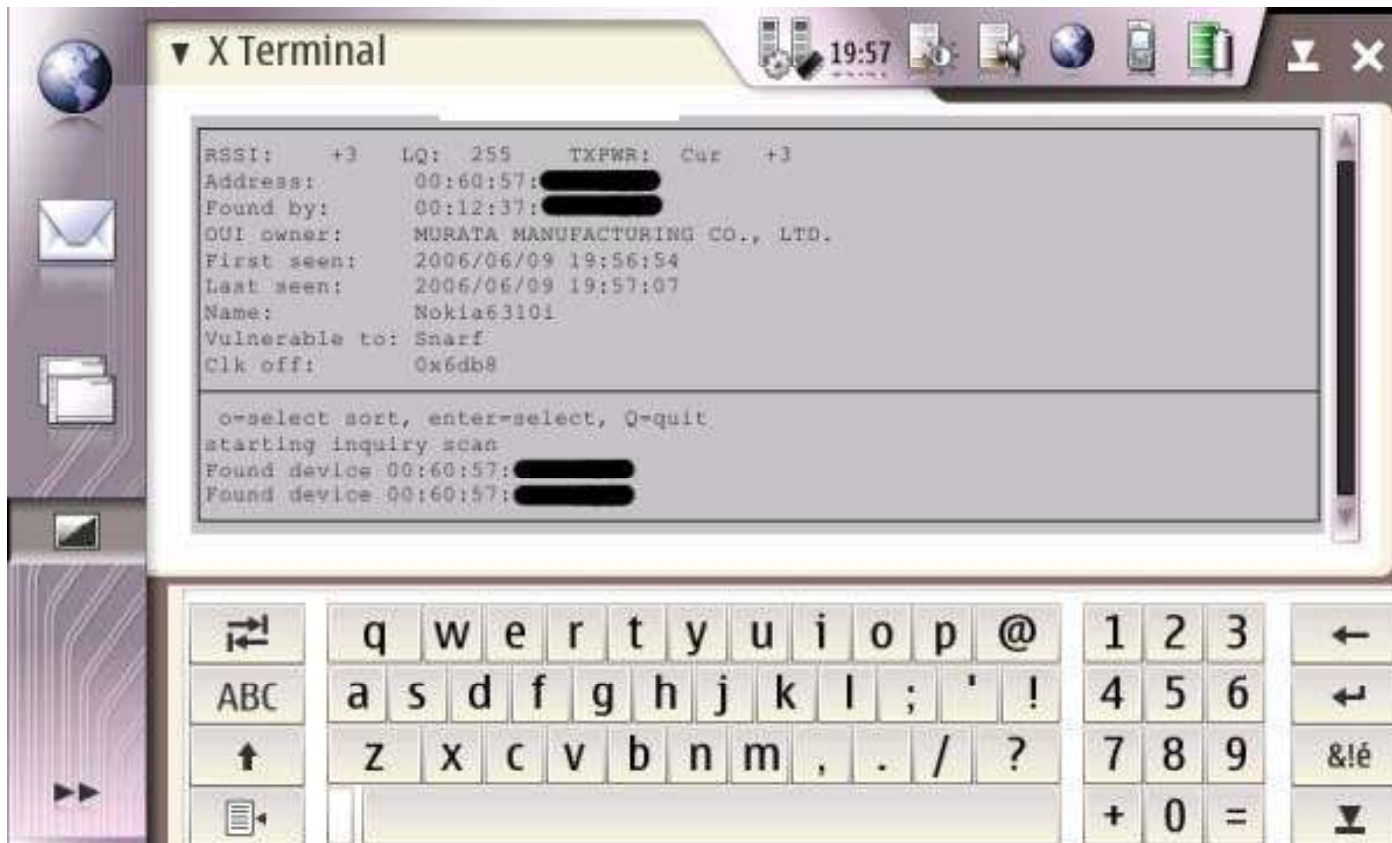 X Terminal
19:57
RSSI: +3 LQ: 255 TXPWR: Cur +3
Address: 00:60:57:
Found by: 00:12:37:
OUI owner: MURATA MANUFACTURING CO., LTD.
First seen: 2006/06/09 19:56:54
Last seen: 2006/06/09 19:57:07
Name: Nokia6310i
Vulnerable to: Snarf
Clk off: 0x6db8
o=select sort, enter=select, Q=quit
starting inquiry scan
Found device 00:60:57:
Found device 00:60:57:
q w e r t y u i o p @ 1 2 3
ABC a s d f g h j k l ; ' ! 4 5 6
z x c v b n m , . / ? 7 8 9 &!é
+ 0 =